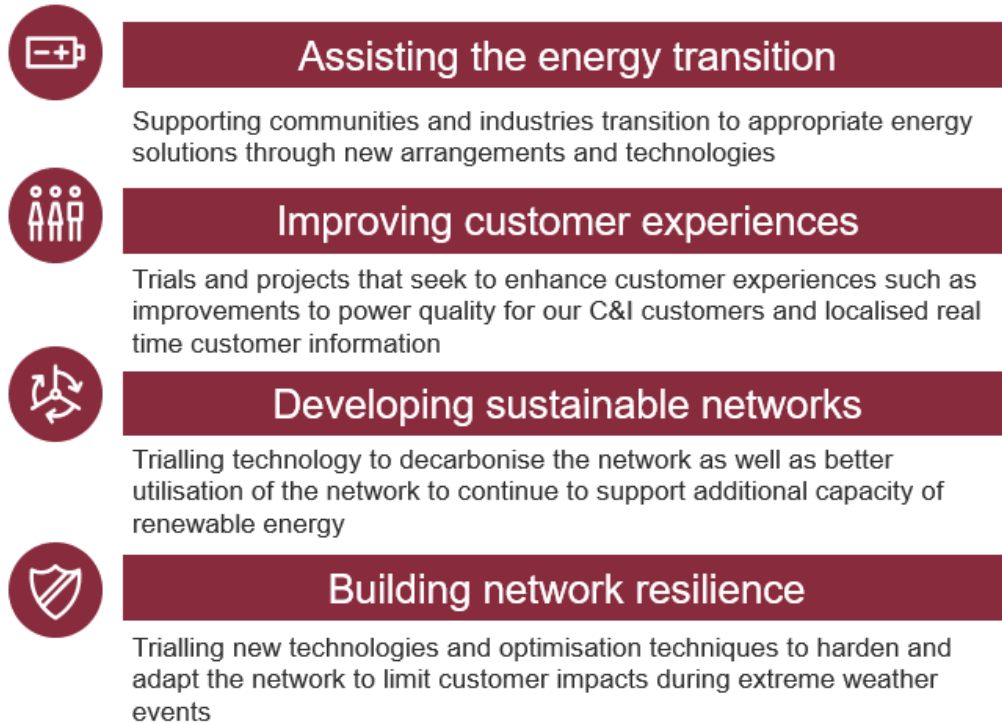 Assisting the energy transition
Supporting communities and industries transition to appropriate energy
solutions through new arrangements and technologies
Improving customer experiences
Trials and projects that seek to enhance customer experiences such as
improvements to power quality for our C&I customers and localised real
time customer information
Developing sustainable networks
Trialling technology to decarbonise the network as well as better
utilisation of the network to continue to support additional capacity of
renewable energy
Building network resilience
Trialling new technologies and optimisation techniques to harden and
adapt the network to limit customer impacts during extreme weather
events